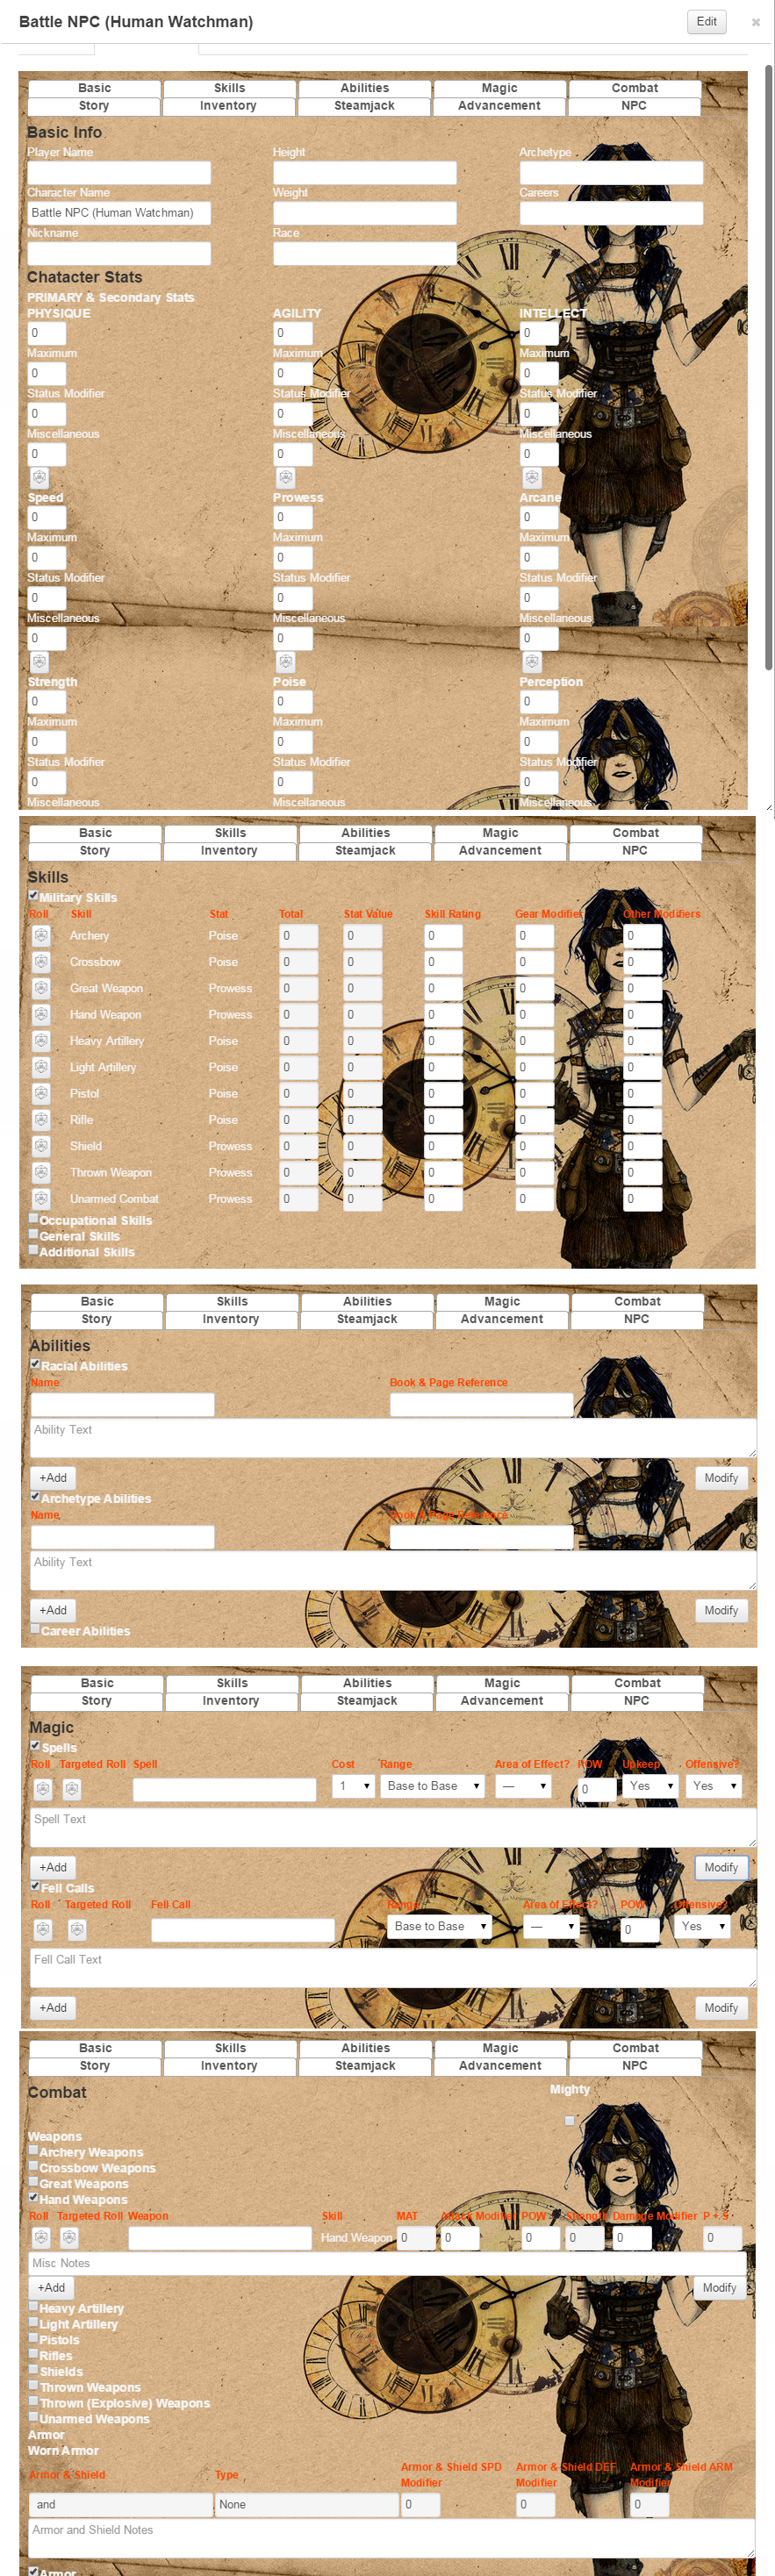 Battle NPC (Human Watchman) Edit ×
Basic Skills Abilities Magic Combat
Story Inventory Steamjack Advancement NPC
Basic Info
Player Name Height Archetype
Character Name Weight Careers
Battle NPC (Human Watchman)
Nickname Race
Chatacter Stats
PRIMARY & Secondary Stats
PHYSIQUE AGILITY INTELLECT
0 0 0
Maximum Maximum Maximum
0 0 0
Status Modifier Status Modifier Status Modifier
0 0 0
Miscellaneous Miscellaneous Miscellaneous
0 0 0
Speed Prowess Arcane
0 0 0
Maximum Maximum Maximum
0 0 0
Status Modifier Status Modifier Status Modifier
0 0 0
Miscellaneous Miscellaneous Miscellaneous
0 0 0
Strength Poise Perception
0 0 0
Maximum Maximum Maximum
0 0 0
Status Modifier Status Modifier Status Modifier
0 0 0
Miscellaneous Miscellaneous Miscellaneous
Basic Skills Abilities Magic Combat
Story Inventory Steamjack Advancement NPC
Skills
Military Skills
Roll Skill Stat Total Stat Value Skill Rating Gear Modifier Other Modifiers
Archery Poise 0 0 0 0 0
Crossbow Poise 0 0 0 0 0
Great Weapon Prowess 0 0 0 0 0
Hand Weapon Prowess 0 0 0 0 0
Heavy Artillery Poise 0 0 0 0 0
Light Artillery Poise 0 0 0 0 0
Pistol Poise 0 0 0 0 0
Rifle Poise 0 0 0 0 0
Shield Prowess 0 0 0 0 0
Thrown Weapon Prowess 0 0 0 0 0
Unarmed Combat Prowess 0 0 0 0 0
Occupational Skills
General Skills
Additional Skills
Basic Skills Abilities Magic Combat
Story Inventory Steamjack Advancement NPC
Abilities
Racial Abilities
Name Book & Page Reference
Ability Text
+Add Modify
Archetype Abilities
Name Book & Page Reference
Ability Text
+Add Modify
Career Abilities
Basic Skills Abilities Magic Combat
Story Inventory Steamjack Advancement NPC
Magic
Spells
Roll Targeted Roll Spell Cost Range Area of Effect? POW Upkeep Offensive?
1 Base to Base — 0 Yes Yes
Spell Text
+Add Modify
Fell Calls
Roll Targeted Roll Fell Call Range Area of Effect? POW Offensive?
Base to Base — 0 Yes
Fell Call Text
+Add Modify
Basic Skills Abilities Magic Combat
Story Inventory Steamjack Advancement NPC
Combat Mighty
Weapons
Archery Weapons
Crossbow Weapons
Great Weapons
Hand Weapons
Roll Targeted Roll Weapon Skill MAT Attack Modifier POW Strength Damage Modifier P + S
Hand Weapon 0 0 0 0 0 0
Misc Notes
+Add Modify
Heavy Artillery
Light Artillery
Pistols
Rifles
Shields
Thrown Weapons
Thrown (Explosive) Weapons
Unarmed Weapons
Armor
Worn Armor
Armor & Shield Type Armor & Shield SPD Modifier Armor & Shield DEF Modifier Armor & Shield ARM Modifier
and None 0 0 0
Armor and Shield Notes
Armor